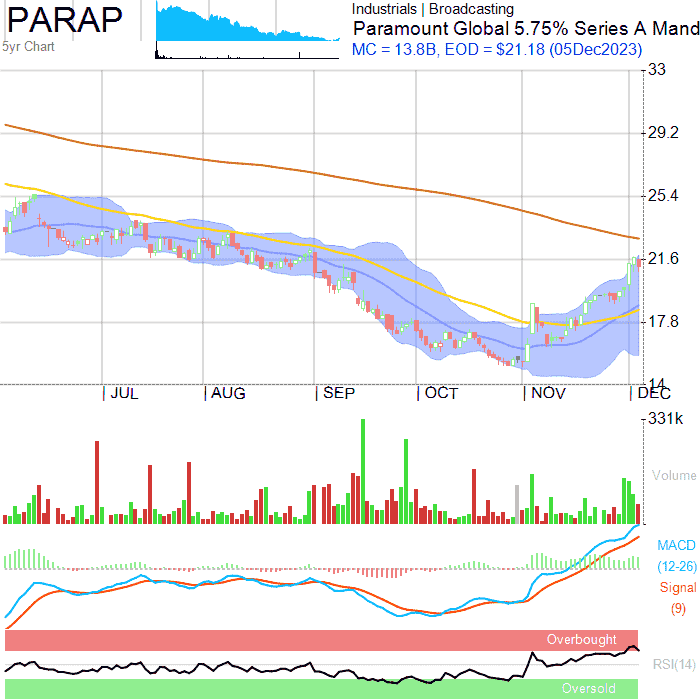 PARAP
5yr Chart
Industrials | Broadcasting
Paramount Global 5.75% Series A Mand
MC = 13.8B, EOD = $21.18 (05Dec2023)
33
29.2
25.4
21.6
17.8
14
JUL AUG SEP OCT NOV DEC
331k
Volume
MACD
(12-26)
Signal
(9)
Overbought
RSI(14)
Oversold